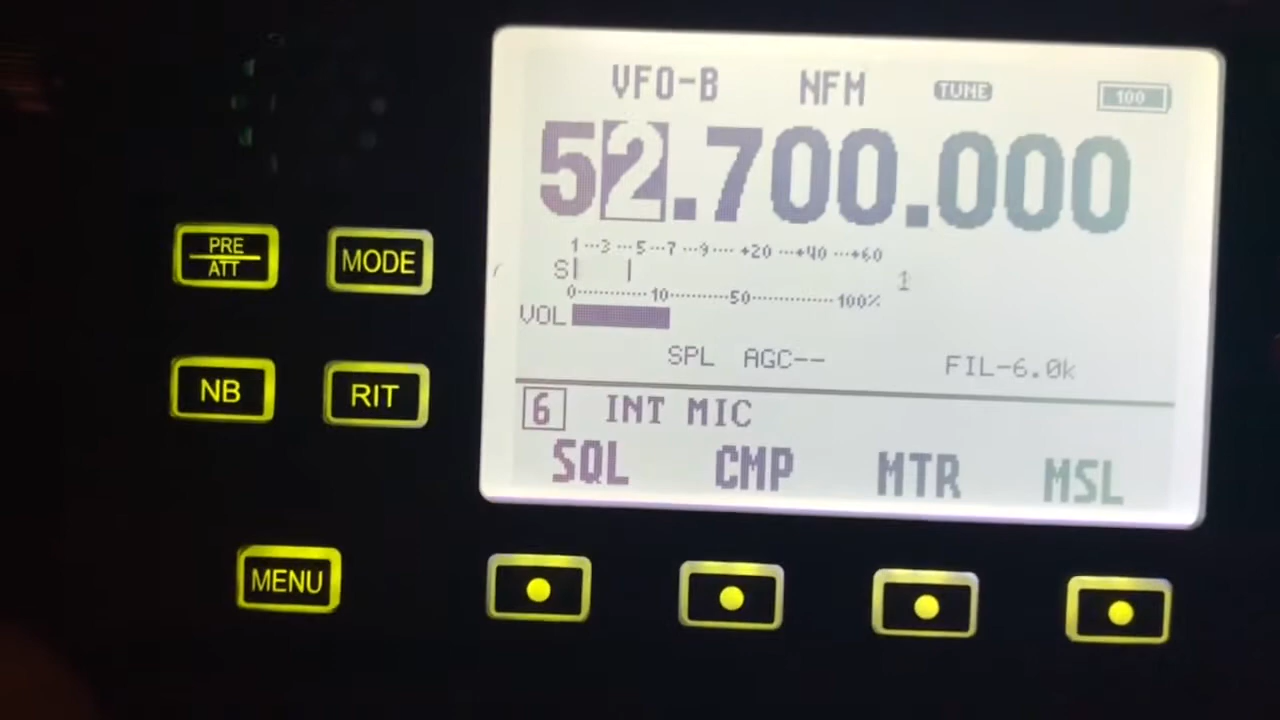 VFO-B NFM TUNE 100
52.700.000
1···3···5···7···9···· +20 ···+40 ···+60
S 1
0··········10·········50·············100%
VOL
SPL AGC-- FIL-6.0k
6 INT MIC
SQL CMP MTR MSL
PRE
ATT
MODE
NB
RIT
MENU